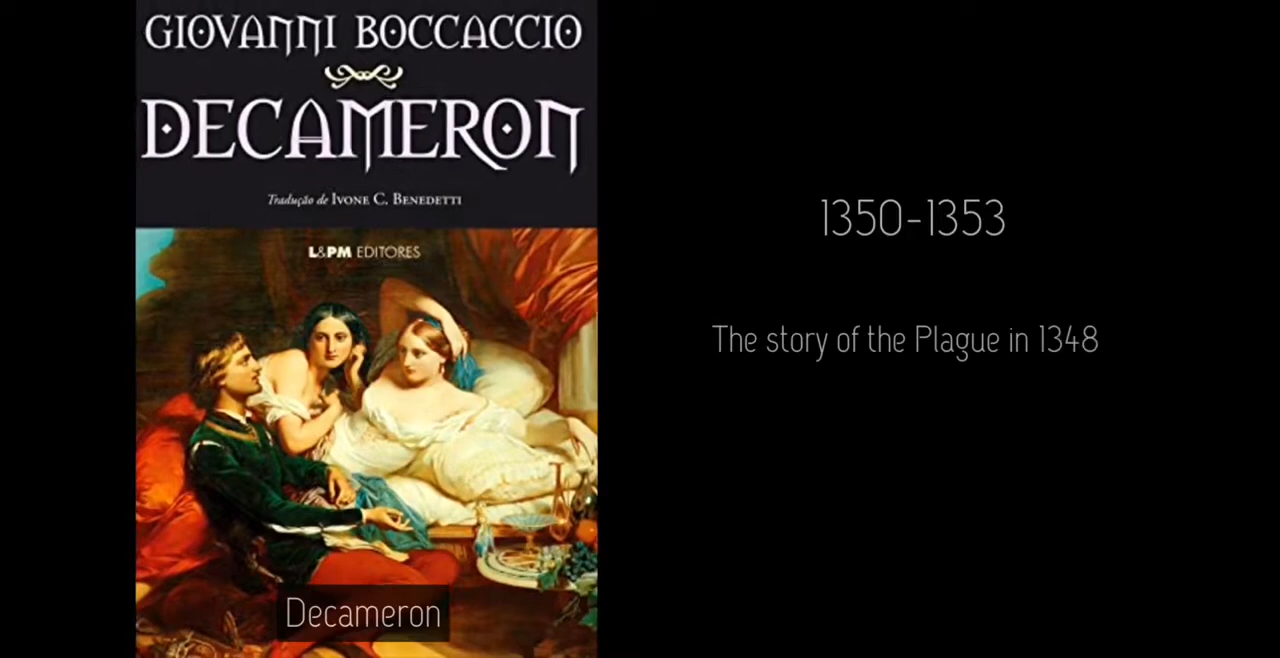 GIOVANNI BOCCACCIO
DECAMERON
Tradução de IVONE C. BENEDETTI
L&PM EDITORES
Decameron
1350-1353
The story of the Plague in 1348